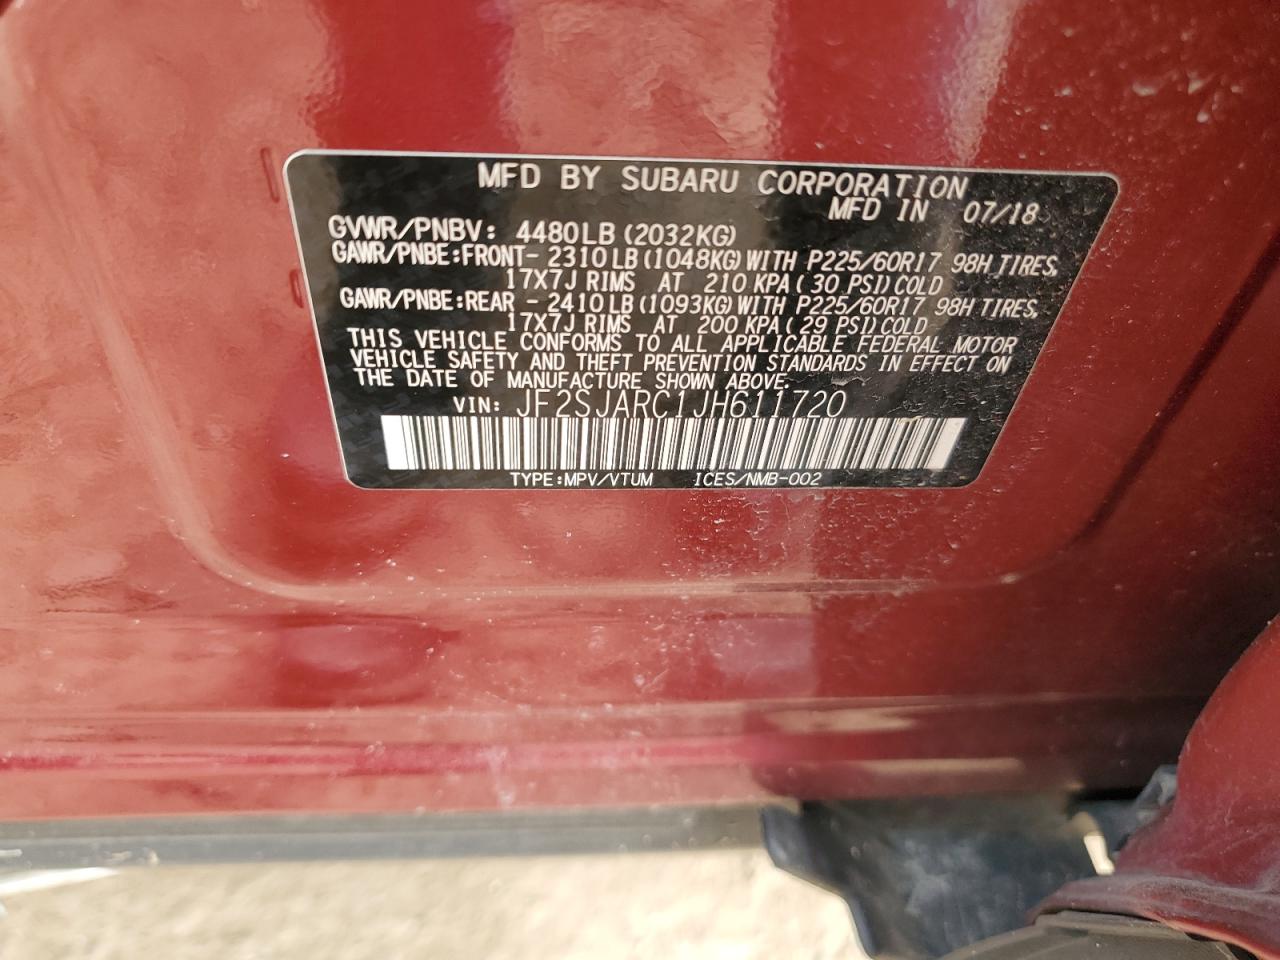 MFD BY SUBARU CORPORATION
MFD IN 07/18
GVWR/PNBV: 4480LB(2032KG)
GAWR/PNBE:FRONT- 2310LB(1048KG)WITH P225/60R17 98H TIRES,
17X7J RIMS AT 210 KPA(30 PSI)COLD
GAWR/PNBE:REAR - 2410LB(1093KG)WITH P225/60R17 98H TIRES,
17X7J RIMS AT 200 KPA(29 PSI)COLD
THIS VEHICLE CONFORMS TO ALL APPLICABLE FEDERAL MOTOR
VEHICLE SAFETY AND THEFT PREVENTION STANDARDS IN EFFECT ON
THE DATE OF MANUFACTURE SHOWN ABOVE.
VIN: JF2SJARC1JH611720
TYPE:MPV/VTUM ICES/NMB-002